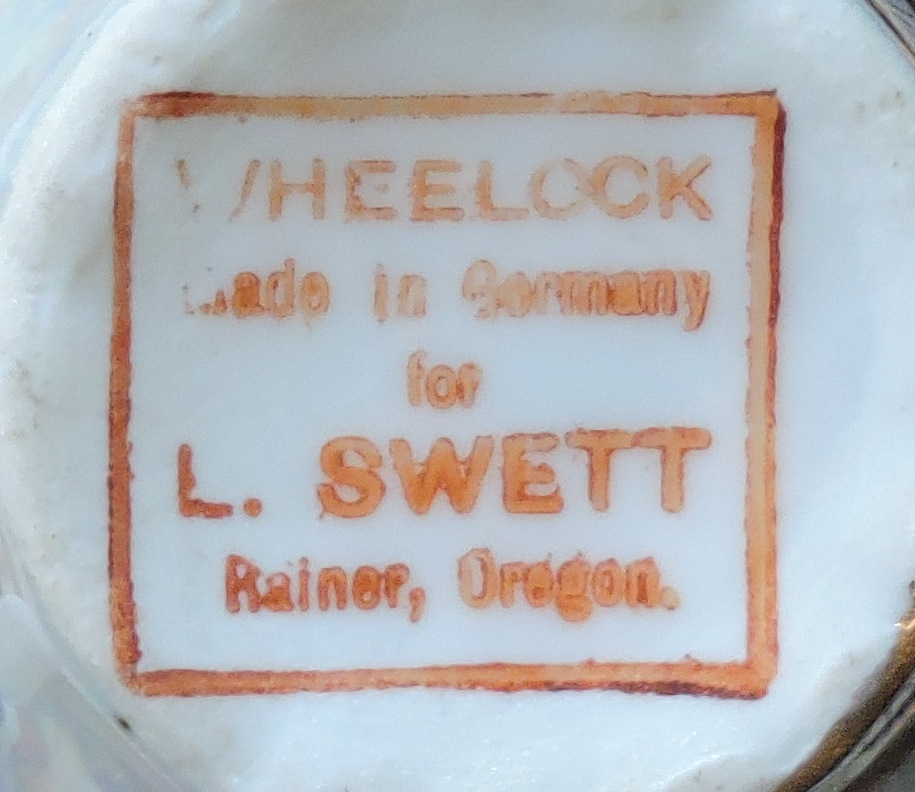 WHEELOCK
Made in Germany
for
L. SWETT
Rainer, Oregon.